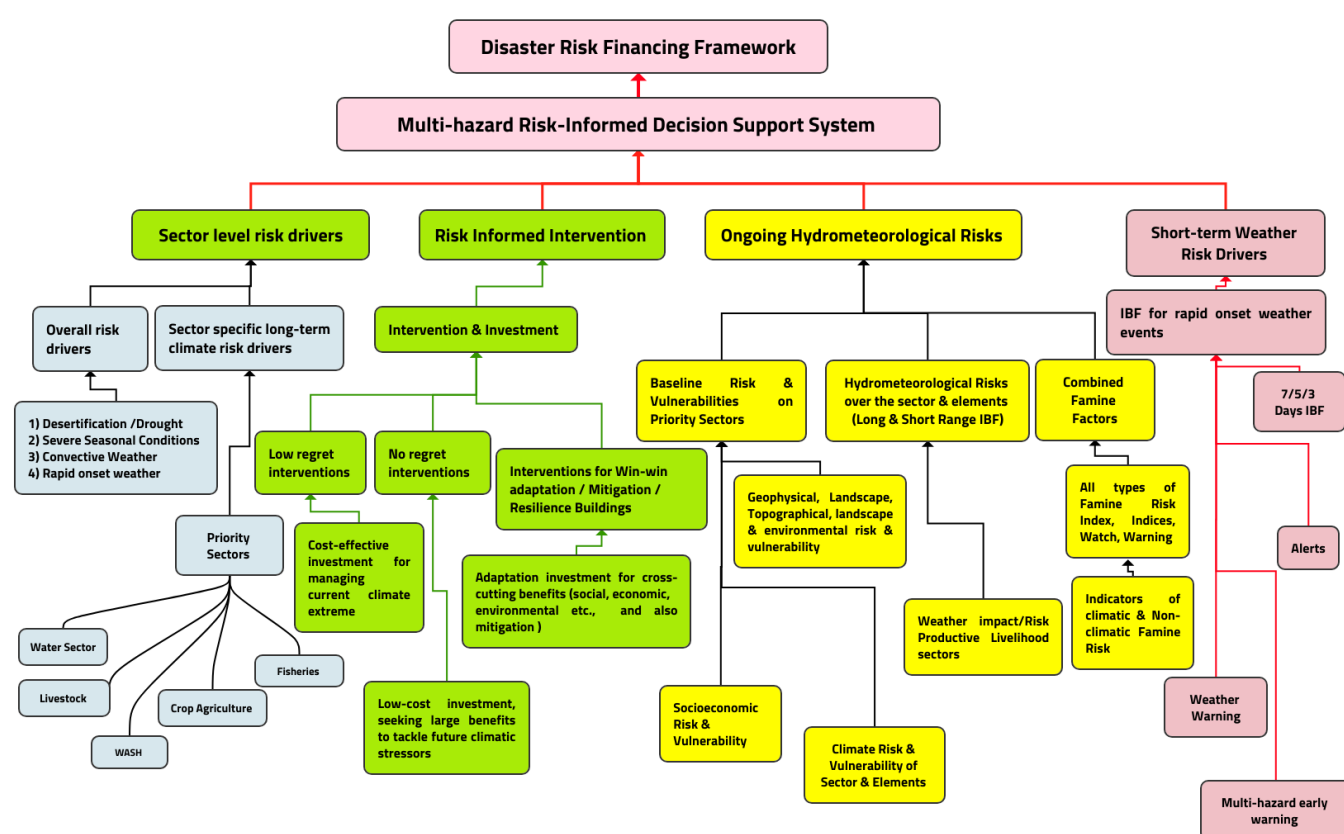 Disaster Risk Financing Framework
Multi-hazard Risk-Informed Decision Support System
Sector level risk drivers
Risk Informed Intervention
Ongoing Hydrometeorological Risks
Short-term Weather
Risk Drivers
Overall risk
drivers
Sector specific long-term
climate risk drivers
Intervention & Investment
IBF for rapid onset weather
events
1) Desertification /Drought
2) Severe Seasonal Conditions
3) Convective Weather
4) Rapid onset weather
Low regret
interventions
No regret
interventions
Interventions for Win-win
adaptation / Mitigation /
Resilience Buildings
Baseline Risk &
Vulnerabilities on
Priority Sectors
Hydrometeorological Risks
over the sector & elements
(Long & Short Range IBF)
Combined
Famine
Factors
7/5/3
Days IBF
Priority
Sectors
Cost-effective
investment for
managing
current climate
extreme
Adaptation investment for cross-
cutting benefits (social, economic,
environmental etc., and also
mitigation )
Geophysical, Landscape,
Topographical, landscape
& environmental risk &
vulnerability
All types of
Famine Risk
Index, Indices,
Watch, Warning
Alerts
Water Sector
Livestock
WASH
Crop Agriculture
Fisheries
Low-cost investment,
seeking large benefits
to tackle future climatic
stressors
Socioeconomic
Risk &
Vulnerability
Climate Risk &
Vulnerability of
Sector & Elements
Weather impact/Risk
Productive Livelihood
sectors
Indicators of
climatic & Non-
climatic Famine
Risk
Weather
Warning
Multi-hazard early
warning